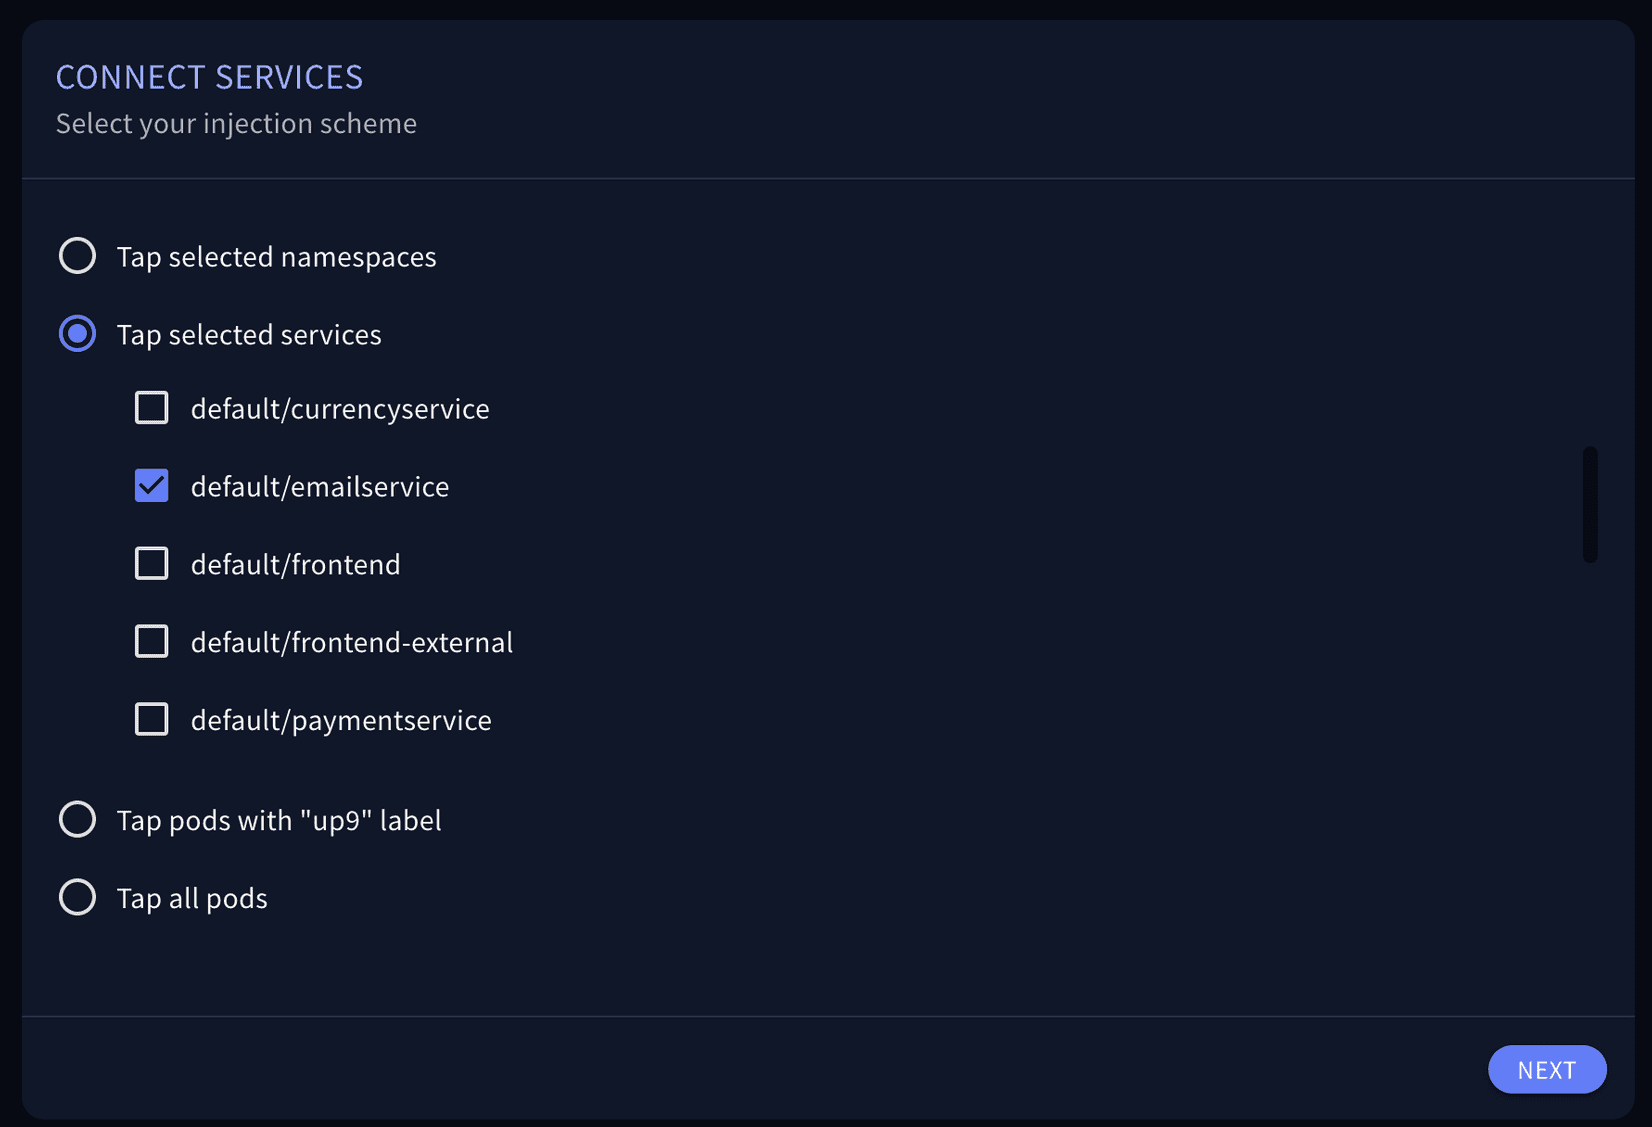 CONNECT SERVICES
Select your injection scheme
Tap selected namespaces
Tap selected services
default/currencyservice
default/emailservice
default/frontend
default/frontend-external
default/paymentservice
Tap pods with "up9" label
Tap all pods
NEXT